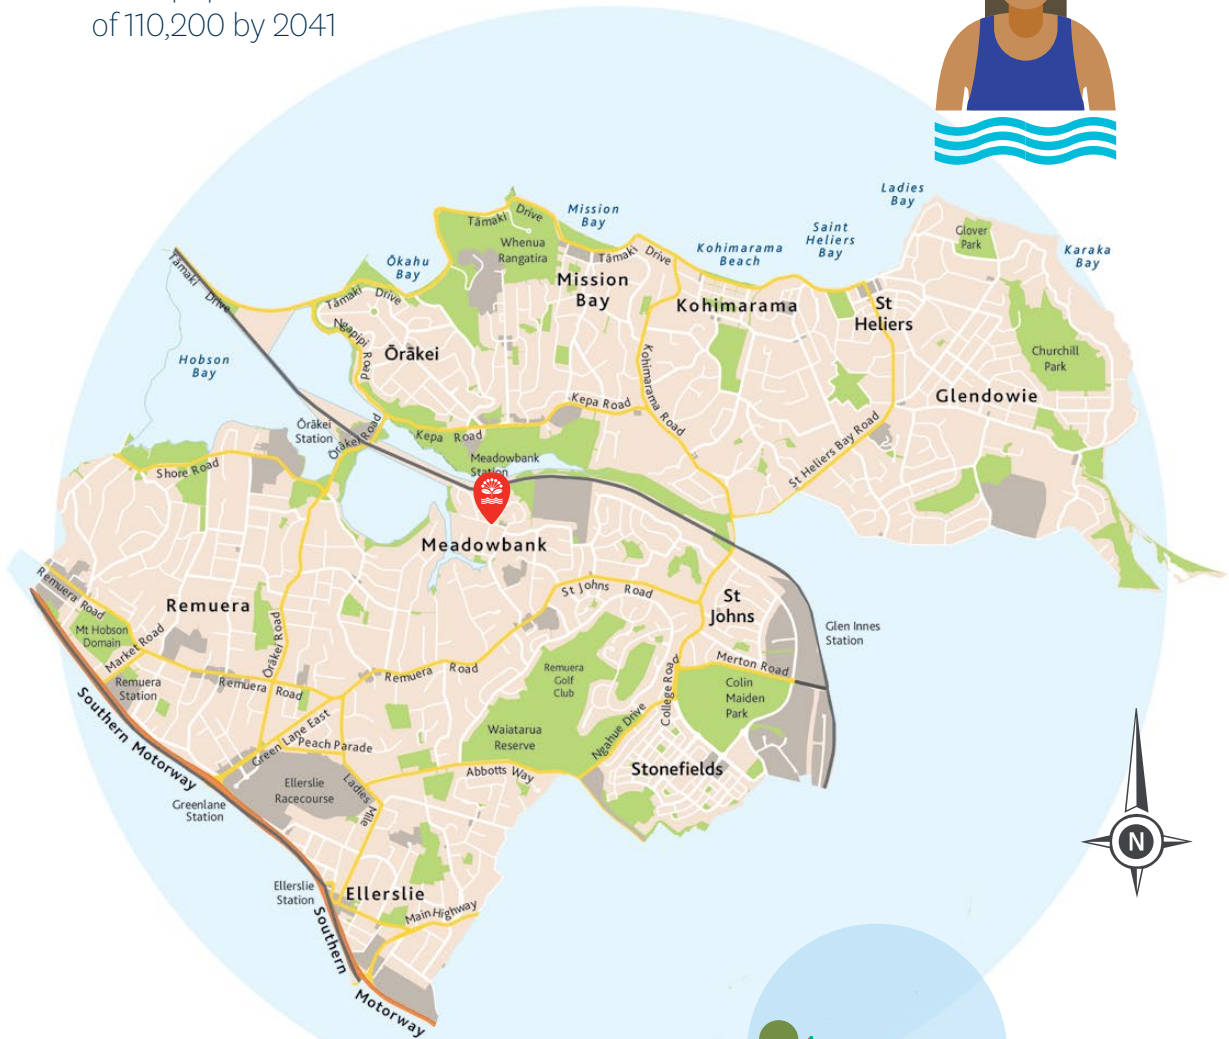 of 110,200 by 2041
Ladies
Bay
Mission
Bay
Saint
Heliers
Bay
Kohimarama
Beach
Karaka
Bay
Glover
Park
Tāmaki Drive
Whenua
Rangatira
Tāmaki Drive
Ōkahu
Bay
Tāmaki Drive
Tāmaki Drive
Mission
Bay
Kohimarama
St
Heliers
Ngapipi Road
Ōrākei
Hobson
Bay
Churchill
Park
Glendowie
Kohimarama Road
Kepa Road
Kepa Road
St Heliers Bay Road
Ōrākei
Station
Ōrākei Road
Meadowbank
Station
Shore Road
Meadowbank
Remuera Road
Remuera
St Johns Road
St
Johns
Glen Innes
Station
Mt Hobson
Domain
Market Road
Ōrākei Road
Remuera
Station
Remuera Road
Remuera Road
Remuera
Golf
Club
Merton Road
College Road
Colin
Maiden
Park
Southern Motorway
Green Lane East
Peach Parade
Waiatarua
Reserve
Ngahue Drive
Abbotts Way
Stonefields
Ellerslie
Racecourse
Ladies Mile
Greenlane
Station
Ellerslie
Station
Ellerslie
Main Highway
Southern
Motorway
N